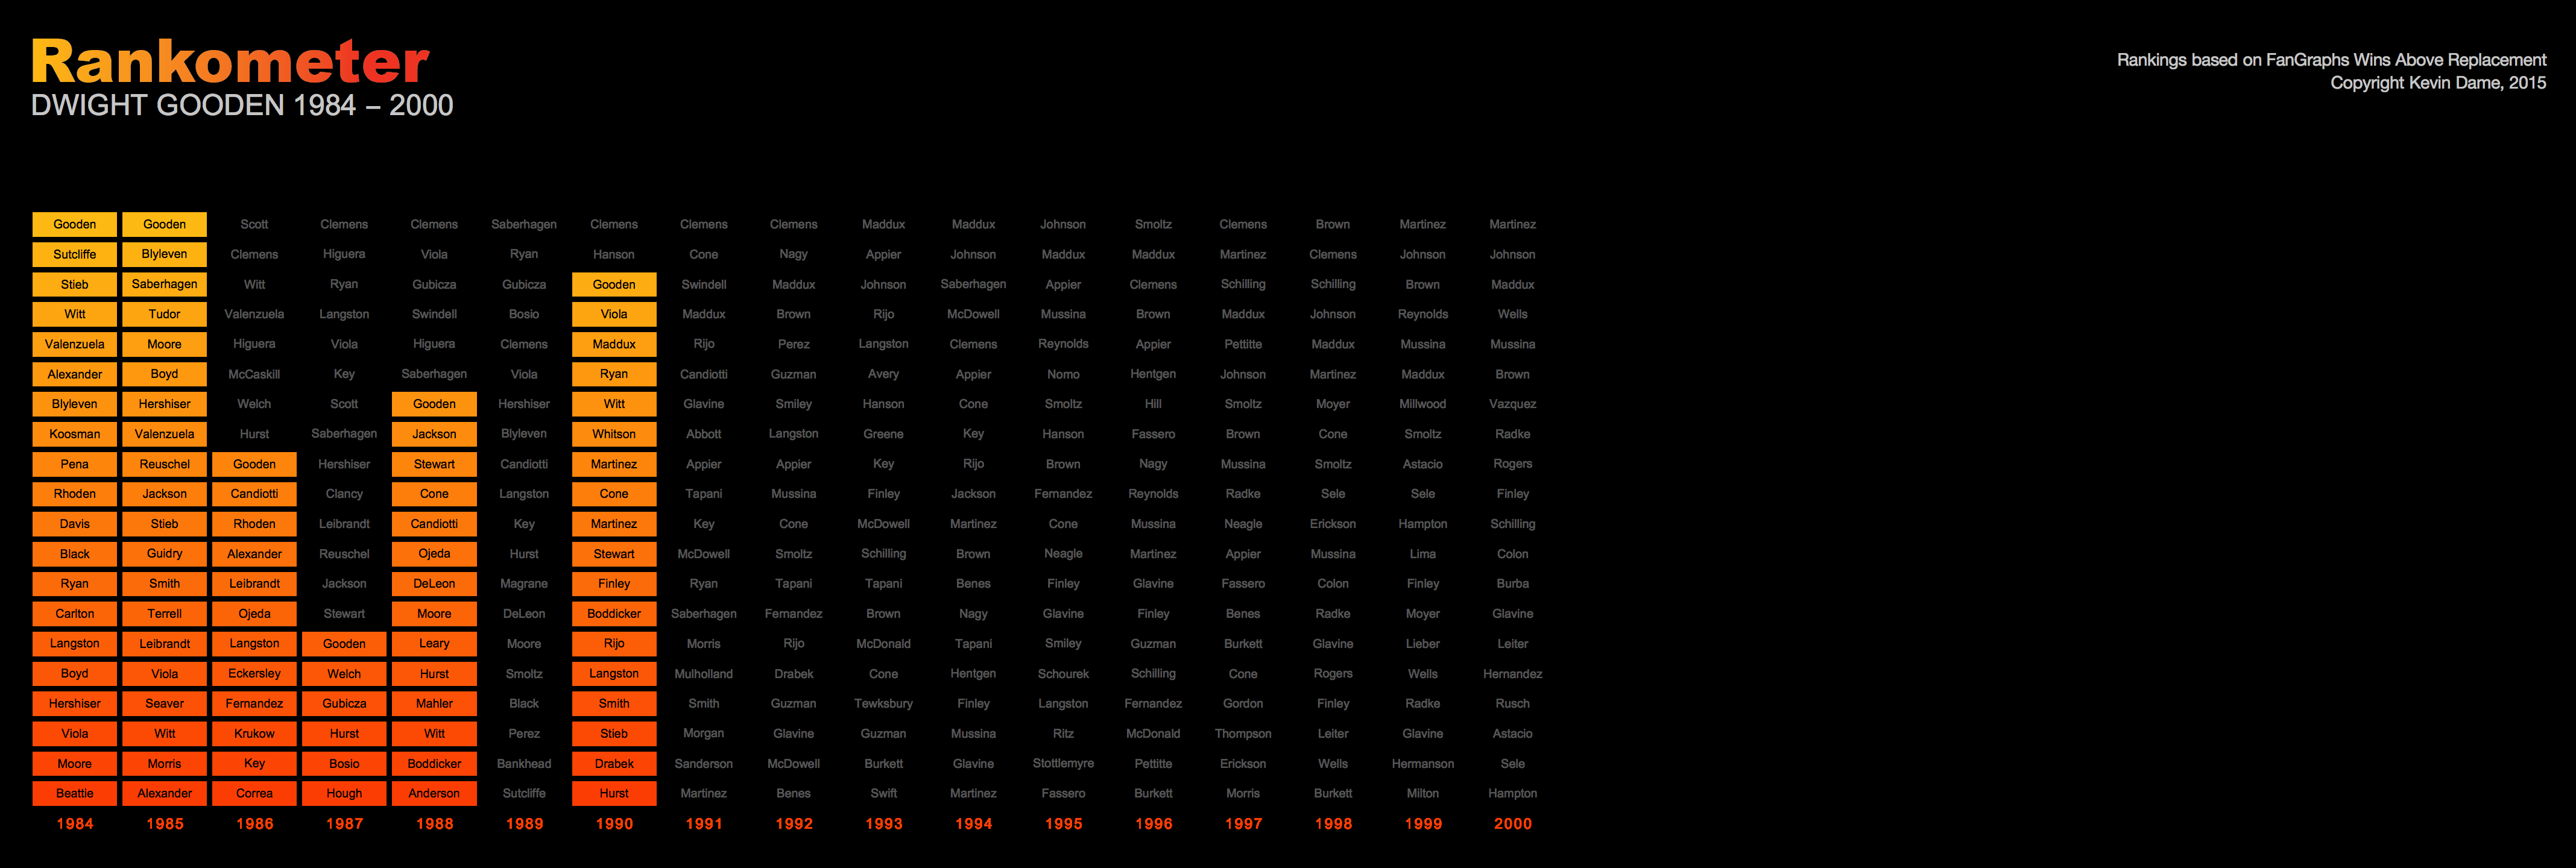 Rankometer
DWIGHT GOODEN 1984 – 2000
Rankings based on FanGraphs Wins Above Replacement
Copyright Kevin Dame, 2015
Gooden Gooden Scott Clemens Clemens Saberhagen Clemens Clemens Clemens Maddux Maddux Johnson Smoltz Clemens Brown Martinez Martinez
Sutcliffe Blyleven Clemens Higuera Viola Ryan Hanson Cone Nagy Appier Johnson Maddux Maddux Martinez Clemens Johnson Johnson
Stieb Saberhagen Witt Ryan Gubicza Gubicza Gooden Swindell Maddux Johnson Saberhagen Appier Clemens Schilling Schilling Brown Maddux
Witt Tudor Valenzuela Langston Swindell Bosio Viola Maddux Brown Rijo McDowell Mussina Brown Maddux Johnson Reynolds Wells
Valenzuela Moore Higuera Viola Higuera Clemens Maddux Rijo Perez Langston Clemens Reynolds Appier Pettitte Maddux Mussina Mussina
Alexander Boyd McCaskill Key Saberhagen Viola Ryan Candiotti Guzman Avery Appier Nomo Hentgen Johnson Martinez Maddux Brown
Blyleven Hershiser Welch Scott Gooden Hershiser Witt Glavine Smiley Hanson Cone Smoltz Hill Smoltz Moyer Millwood Vazquez
Koosman Valenzuela Hurst Saberhagen Jackson Blyleven Whitson Abbott Langston Greene Key Hanson Fassero Brown Cone Smoltz Radke
Pena Reuschel Gooden Hershiser Stewart Candiotti Martinez Appier Appier Key Rijo Brown Nagy Mussina Smoltz Astacio Rogers
Rhoden Jackson Candiotti Clancy Cone Langston Cone Tapani Mussina Finley Jackson Fernandez Reynolds Radke Sele Sele Finley
Davis Stieb Rhoden Leibrandt Candiotti Key Martinez Key Cone McDowell Martinez Cone Mussina Neagle Erickson Hampton Schilling
Black Guidry Alexander Reuschel Ojeda Hurst Stewart McDowell Smoltz Schilling Brown Neagle Martinez Appier Mussina Lima Colon
Ryan Smith Leibrandt Jackson DeLeon Magrane Finley Ryan Tapani Tapani Benes Finley Glavine Fassero Colon Finley Burba
Carlton Terrell Ojeda Stewart Moore DeLeon Boddicker Saberhagen Fernandez Brown Nagy Glavine Finley Benes Radke Moyer Glavine
Langston Leibrandt Langston Gooden Leary Moore Rijo Morris Rijo McDonald Tapani Smiley Guzman Burkett Glavine Lieber Leiter
Boyd Viola Eckersley Welch Hurst Smoltz Langston Mulholland Drabek Cone Hentgen Schourek Schilling Cone Rogers Wells Hernandez
Hershiser Seaver Fernandez Gubicza Mahler Black Smith Smith Guzman Tewksbury Finley Langston Fernandez Gordon Finley Radke Rusch
Viola Witt Krukow Hurst Witt Perez Stieb Morgan Glavine Guzman Mussina Ritz McDonald Thompson Leiter Glavine Astacio
Moore Morris Key Bosio Boddicker Bankhead Drabek Sanderson McDowell Burkett Glavine Stottlemyre Pettitte Erickson Wells Hermanson Sele
Beattie Alexander Correa Hough Anderson Sutcliffe Hurst Martinez Benes Swift Martinez Fassero Burkett Morris Burkett Milton Hampton
1984 1985 1986 1987 1988 1989 1990 1991 1992 1993 1994 1995 1996 1997 1998 1999 2000